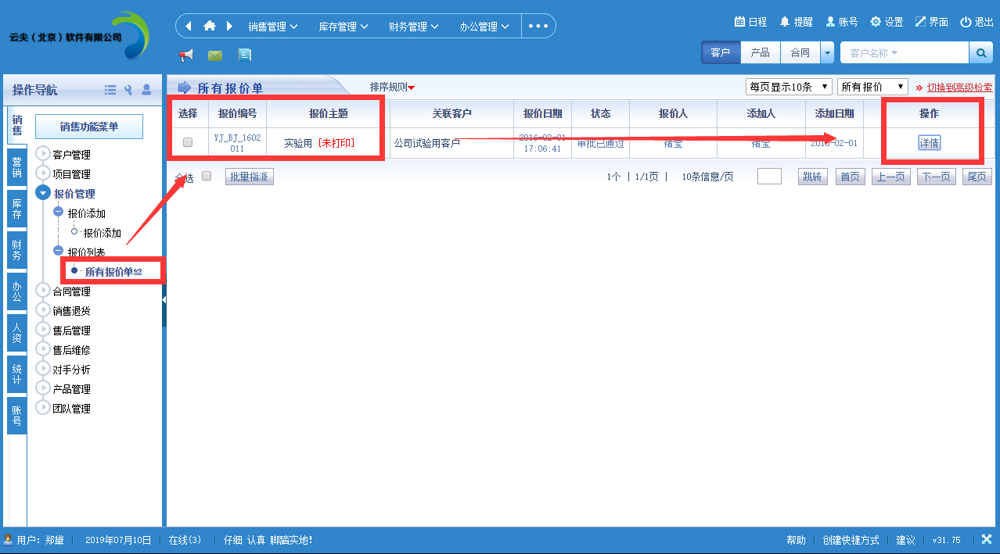 云尖（北京）软件有限公司
销售管理 库存管理 财务管理 办公管理
日程 提醒 账号 设置 界面 退出
客户 产品 合同 客户名称
操作导航
所有报价单 排序规则 每页显示10条 所有报价 » 切换到高级检索
销售
营销
库存
财务
办公
人资
统计
账号
销售功能菜单
客户管理
项目管理
报价管理
报价添加
报价添加
报价列表
所有报价单
合同管理
销售退货
售后管理
售后维修
对手分析
产品管理
团队管理
选择 报价编号 报价主题 关联客户 报价日期 状态 报价人 添加人 添加日期 操作
YJ_BJ_1602011 实验用 [未打印] 公司试验用客户 2016-02-01 17:06:41 审批已通过 褚宝 褚宝 2016-02-01 详情
全选 批量指派 1个 | 1/1页 | 10条信息/页 跳转 首页 上一页 下一页 尾页
用户: 郑黛 | 2019年07月10日 | 在线(3) | 仔细 认真 脚踏实地! 帮助 | 创建快捷方式 | 建议 | v31.75